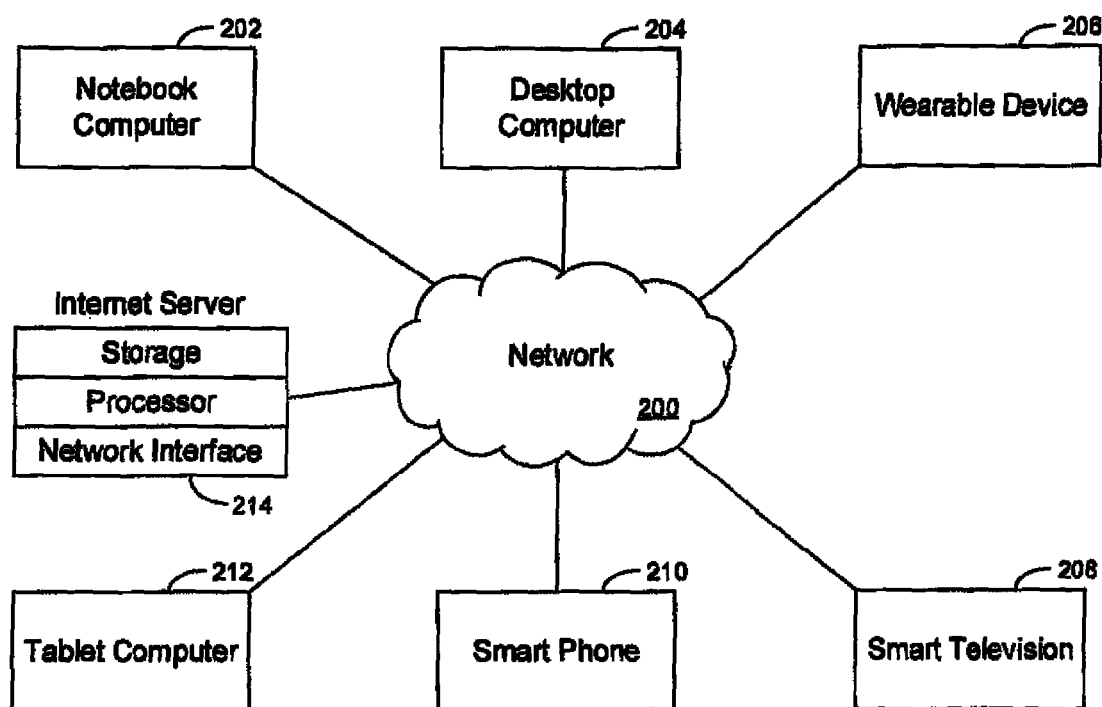 202
204
206
Notebook
Computer
Desktop
Computer
Wearable Device
Internet Server
Storage
Processor
Network Interface
214
Network
200
212
210
208
Tablet Computer
Smart Phone
Smart Television